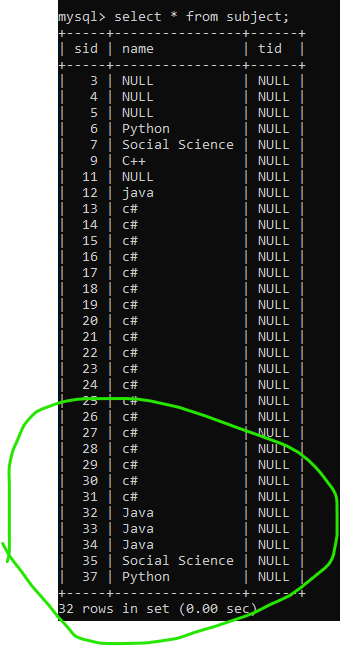 mysql> select * from subject;
+-----+----------------+------+
| sid | name | tid |
+-----+----------------+------+
| 3 | NULL | NULL |
| 4 | NULL | NULL |
| 5 | NULL | NULL |
| 6 | Python | NULL |
| 7 | Social Science | NULL |
| 9 | C++ | NULL |
| 11 | NULL | NULL |
| 12 | java | NULL |
| 13 | c# | NULL |
| 14 | c# | NULL |
| 15 | c# | NULL |
| 16 | c# | NULL |
| 17 | c# | NULL |
| 18 | c# | NULL |
| 19 | c# | NULL |
| 20 | c# | NULL |
| 21 | c# | NULL |
| 22 | c# | NULL |
| 23 | c# | NULL |
| 24 | c# | NULL |
| 25 | c# | NULL |
| 26 | c# | NULL |
| 27 | c# | NULL |
| 28 | c# | NULL |
| 29 | c# | NULL |
| 30 | c# | NULL |
| 31 | c# | NULL |
| 32 | Java | NULL |
| 33 | Java | NULL |
| 34 | Java | NULL |
| 35 | Social Science | NULL |
| 37 | Python | NULL |
+-----+----------------+------+
32 rows in set (0.00 sec)